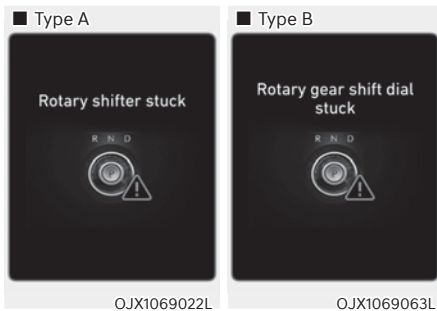 ■ Type A
Rotary shifter stuck
R N D
P
OJX1069022L
■ Type B
Rotary gear shift dial
stuck
R N D
P
OJX1069063L